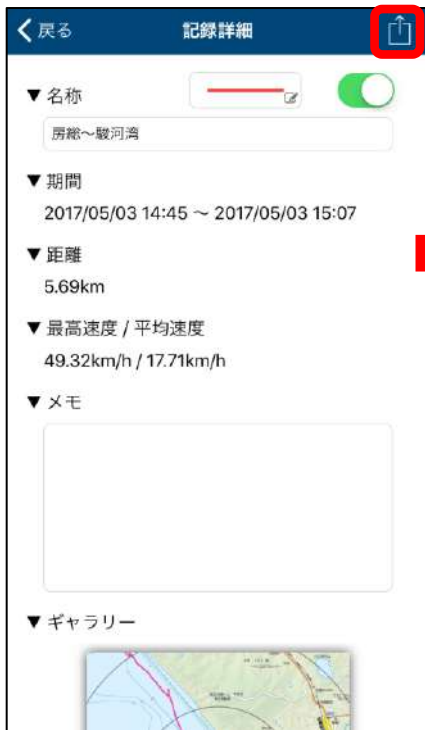 戻る 記録詳細
▼ 名称
房総～駿河湾
▼ 期間
2017/05/03 14:45 ～ 2017/05/03 15:07
▼ 距離
5.69km
▼ 最高速度 / 平均速度
49.32km/h / 17.71km/h
▼ メモ
▼ ギャラリー